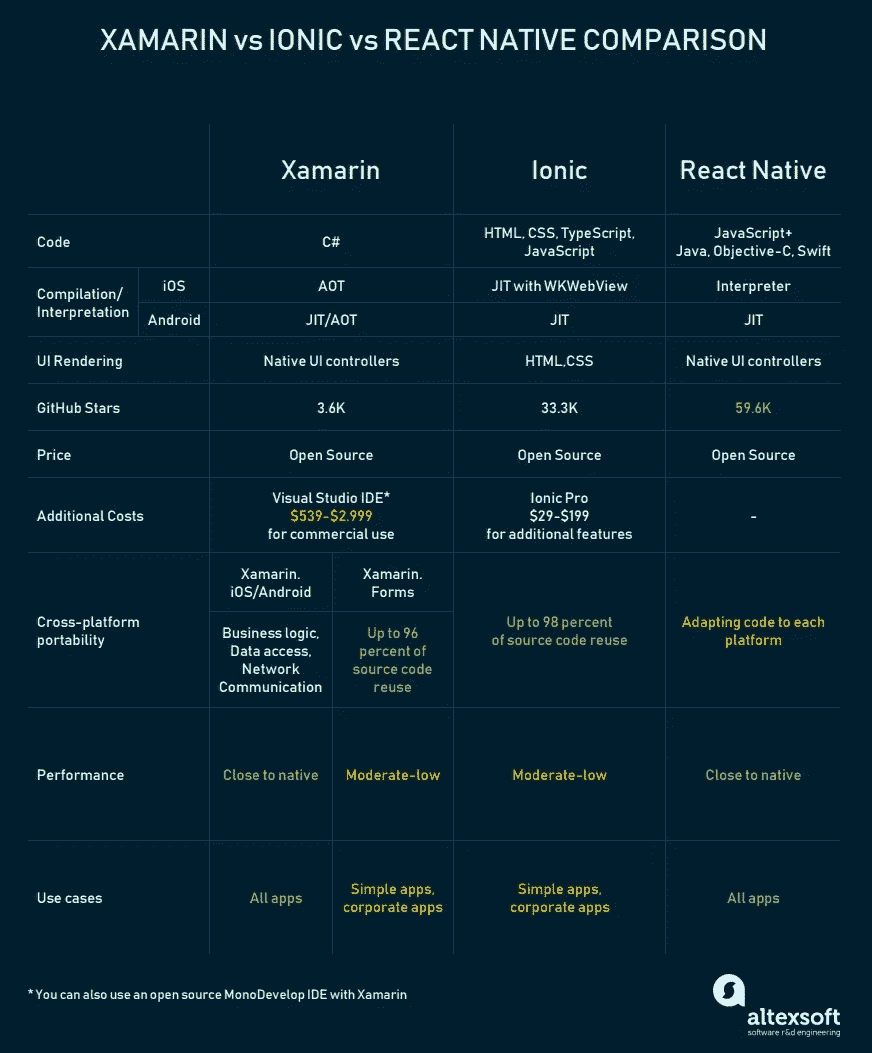 XAMARIN vs IONIC vs REACT NATIVE COMPARISON
Xamarin
Ionic
React Native
Code
C#
HTML, CSS, TypeScript,
JavaScript
JavaScript+
Java, Objective-C, Swift
Compilation/
Interpretation
iOS
AOT
JIT with WKWebView
Interpreter
Android
JIT/AOT
JIT
JIT
UI Rendering
Native UI controllers
HTML,CSS
Native UI controllers
GitHub Stars
3.6K
33.3K
59.6K
Price
Open Source
Open Source
Open Source
Additional Costs
Visual Studio IDE*
$539-$2.999
for commercial use
Ionic Pro
$29-$199
for additional features
-
Cross-platform
portability
Xamarin.
iOS/Android
Xamarin.
Forms
Business logic,
Data access,
Network
Communication
Up to 96
percent of
source code
reuse
Up to 98 percent
of source code reuse
Adapting code to each
platform
Performance
Close to native
Moderate-low
Moderate-low
Close to native
Use cases
All apps
Simple apps,
corporate apps
Simple apps,
corporate apps
All apps
* You can also use an open source MonoDevelop IDE with Xamarin
altexsoft
software r&d engineering